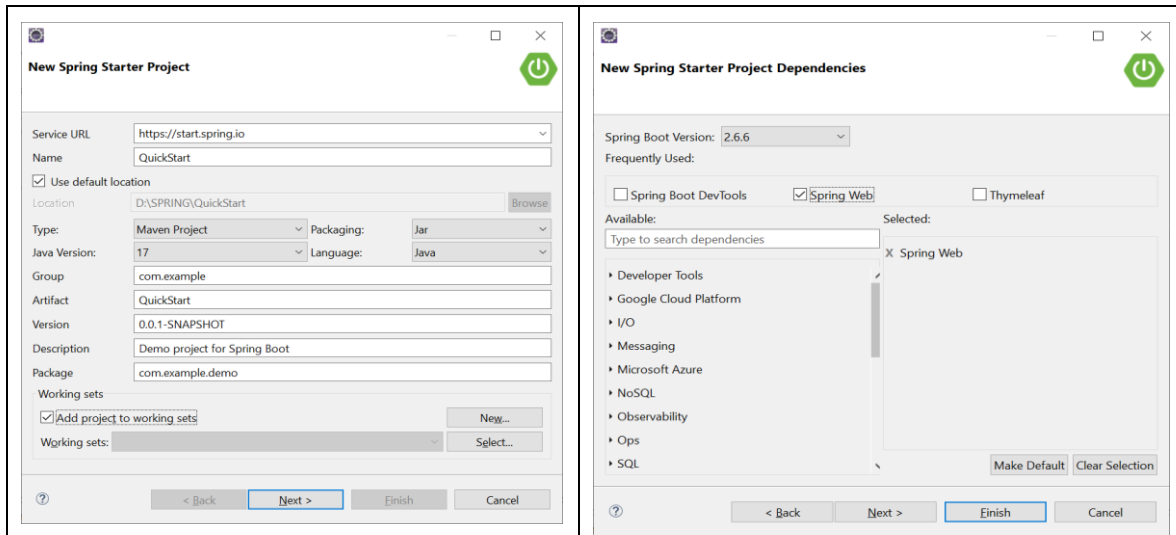 New Spring Starter Project
Service URL https://start.spring.io
Name QuickStart
Use default location
Location D:\SPRING\QuickStart Browse
Type: Maven Project Packaging: Jar
Java Version: 17 Language: Java
Group com.example
Artifact QuickStart
Version 0.0.1-SNAPSHOT
Description Demo project for Spring Boot
Package com.example.demo
Working sets
Add project to working sets New...
Working sets: Select...
? < Back Next > Finish Cancel
New Spring Starter Project Dependencies
Spring Boot Version: 2.6.6
Frequently Used:
Spring Boot DevTools Spring Web Thymeleaf
Available: Selected:
Type to search dependencies
X Spring Web
Developer Tools
Google Cloud Platform
I/O
Messaging
Microsoft Azure
NoSQL
Observability
Ops
SQL
Make Default Clear Selection
? < Back Next > Finish Cancel